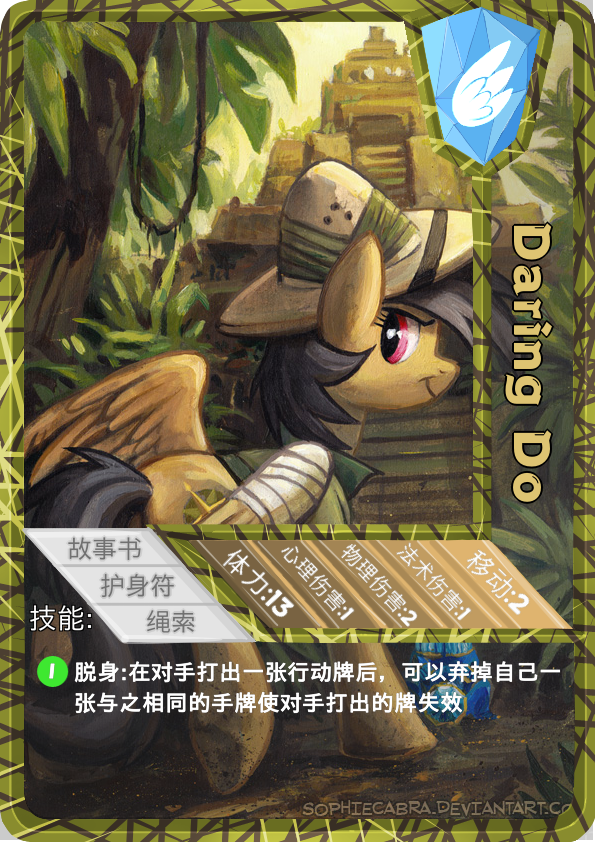 Daring Do
故事书
护身符
绳索
体力:13
心理伤害:1
物理伤害:2
法术伤害:1
移动:2
技能:
1 脱身:在对手打出一张行动牌后，可以弃掉自己一
张与之相同的手牌使对手打出的牌失效
SOPHIECABRA.DEVIANTART.CO